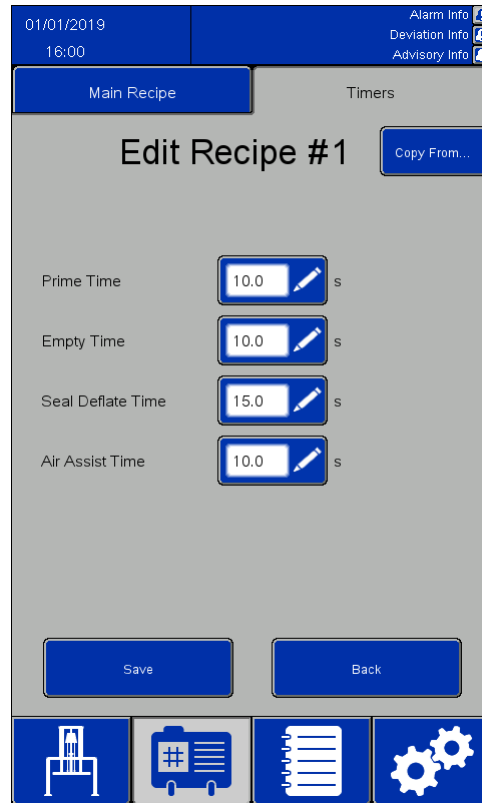 01/01/2019
16:00
Alarm Info
Deviation Info
Advisory Info
Main Recipe
Timers
Edit Recipe #1
Copy From...
Prime Time 10.0 s
Empty Time 10.0 s
Seal Deflate Time 15.0 s
Air Assist Time 10.0 s
Save
Back
#